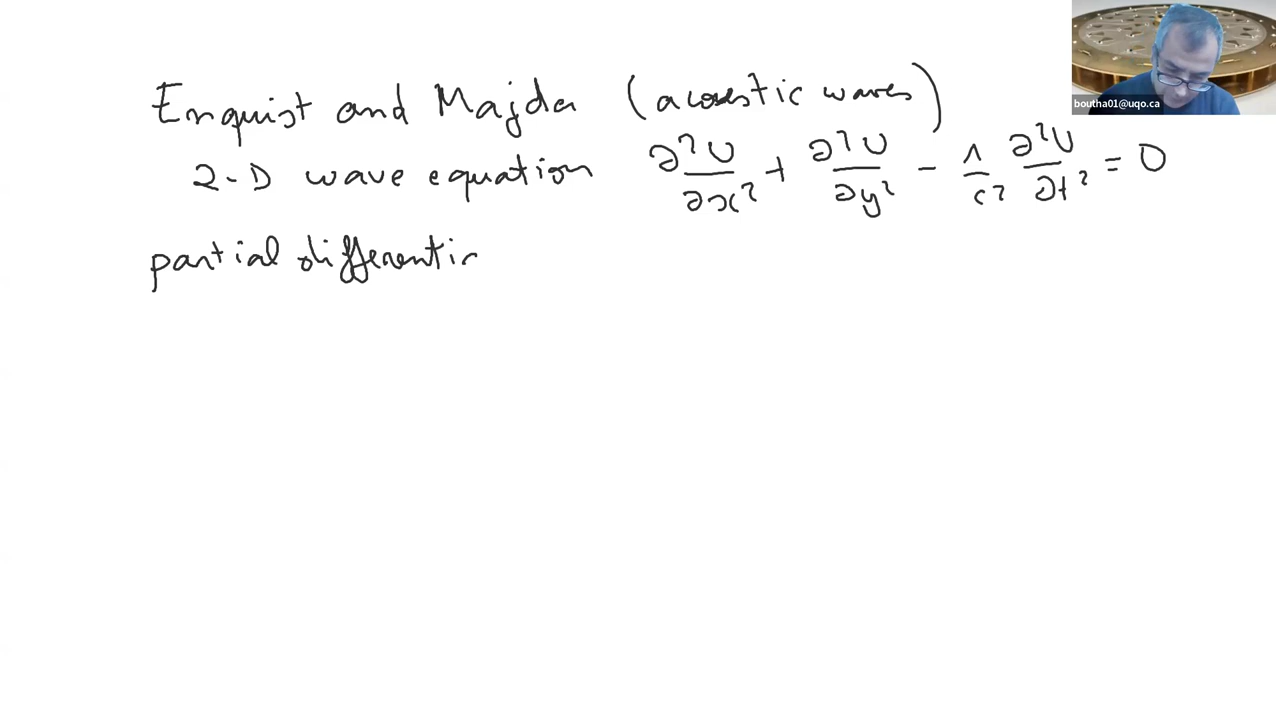 Enquist and Majda (acoustic waves)
2-D wave equation ∂²U/∂x² + ∂²U/∂y² - 1/c² ∂²U/∂t² = 0
partial differentia
boutha01@uqo.ca